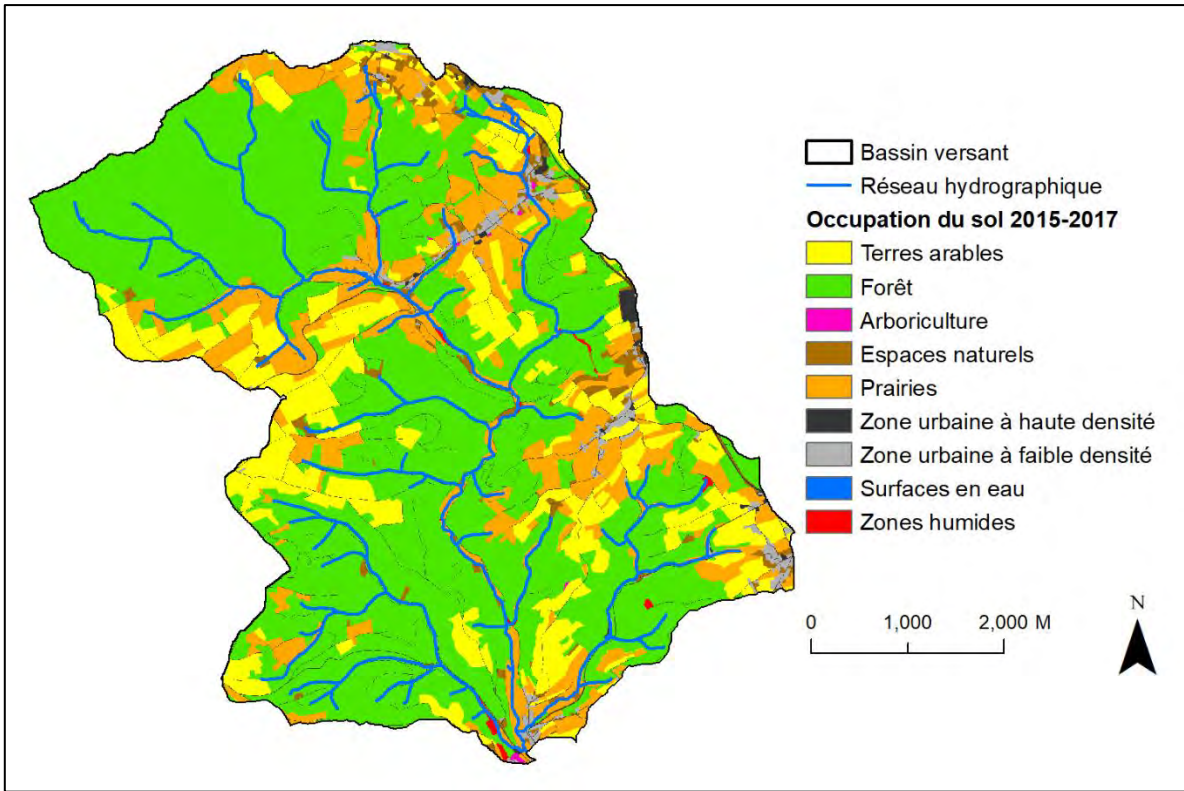 Bassin versant
Réseau hydrographique
Occupation du sol 2015-2017
Terres arables
Forêt
Arboriculture
Espaces naturels
Prairies
Zone urbaine à haute densité
Zone urbaine à faible densité
Surfaces en eau
Zones humides
N
0 1,000 2,000 M